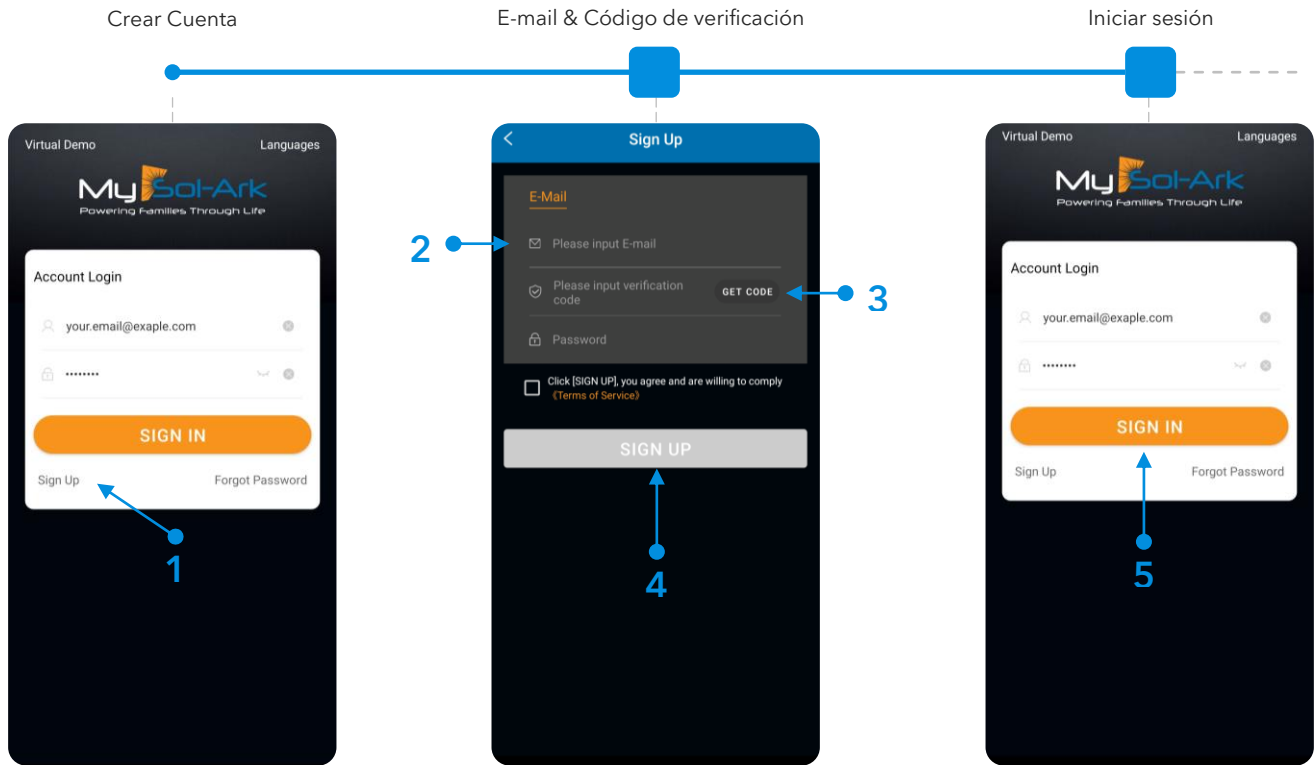 Crear Cuenta
E-mail & Código de verificación
Iniciar sesión
Virtual Demo
Languages
My Sol-Ark
Powering Families Through Life
Account Login
your.email@exaple.com
••••••••
SIGN IN
Sign Up
Forgot Password
1
Sign Up
E-Mail
2
Please input E-mail
Please input verification
code
GET CODE
3
Password
Click [SIGN UP], you agree and are willing to comply
《Terms of Service》
SIGN UP
4
Virtual Demo
Languages
My Sol-Ark
Powering Families Through Life
Account Login
your.email@exaple.com
••••••••
SIGN IN
Sign Up
Forgot Password
5